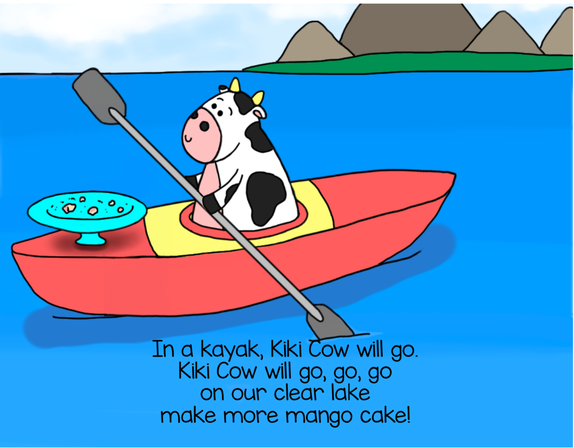 In a kayak, Kiki Cow will go.
Kiki Cow will go, go, go
on our clear lake
make more mango cake!